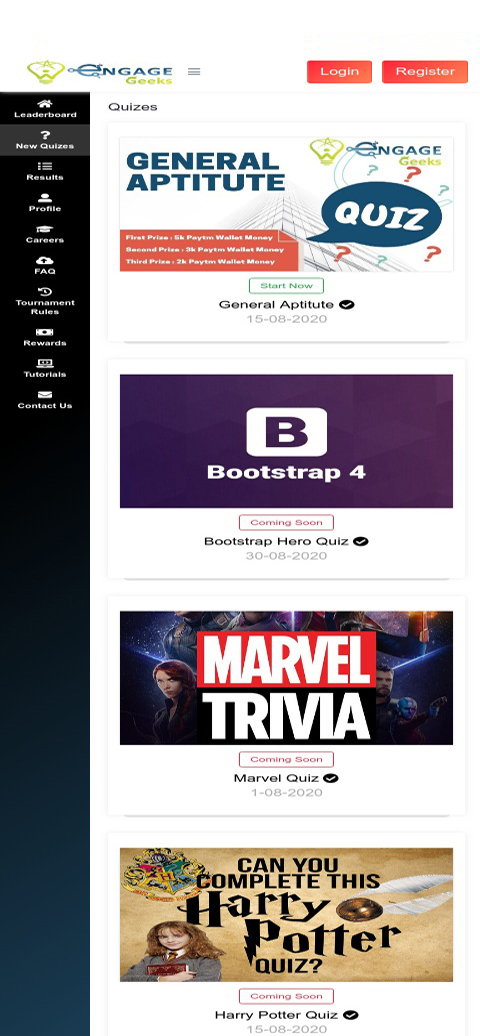 ENGAGE
Geeks
Login
Register
Leaderboard
New Quizes
Results
Profile
Careers
FAQ
Tournament
Rules
Rewards
Tutorials
Contact Us
Quizes
GENERAL
APTITUTE
ENGAGE
Geeks
QUIZ
First Prize : 5k Paytm Wallet Money
Second Prize : 3k Paytm Wallet Money
Third Prize : 2k Paytm Wallet Money
Start Now
General Aptitute
15-08-2020
B
Bootstrap 4
Coming Soon
Bootstrap Hero Quiz
30-08-2020
MARVEL
TRIVIA
Coming Soon
Marvel Quiz
1-08-2020
CAN YOU
COMPLETE THIS
Harry
Potter
QUIZ?
Coming Soon
Harry Potter Quiz
15-08-2020